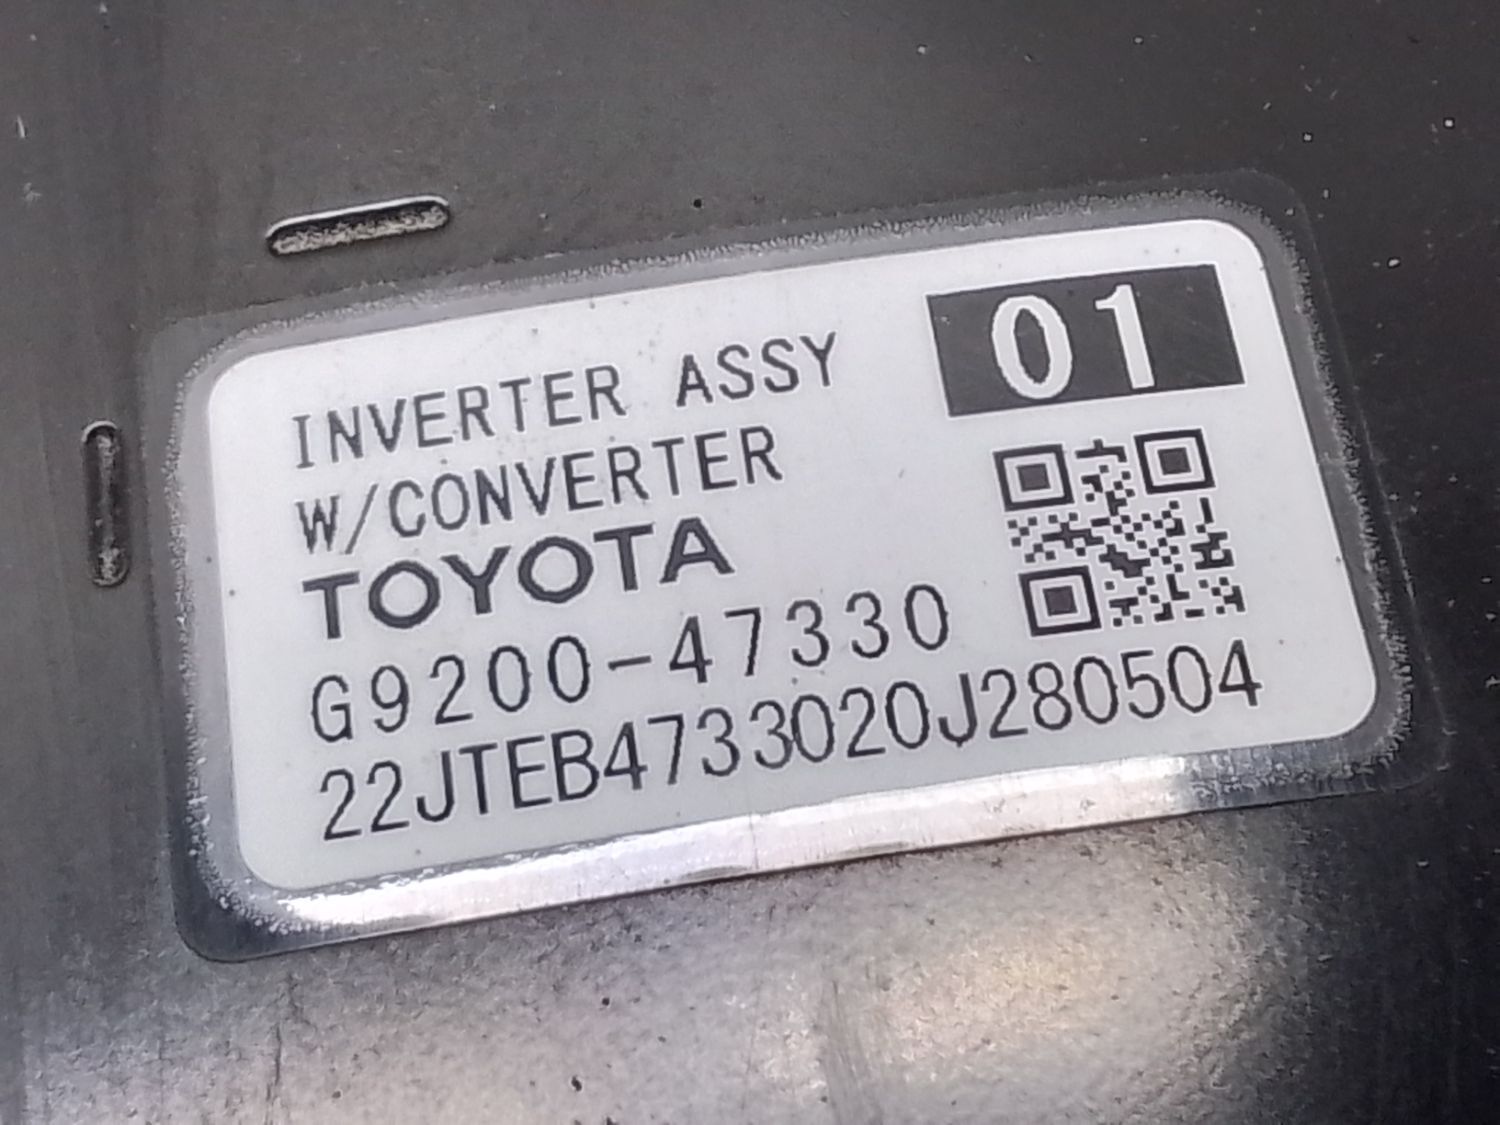 01
INVERTER ASSY
W/CONVERTER
TOYOTA
G9200-47330
22JTEB4733020J280504